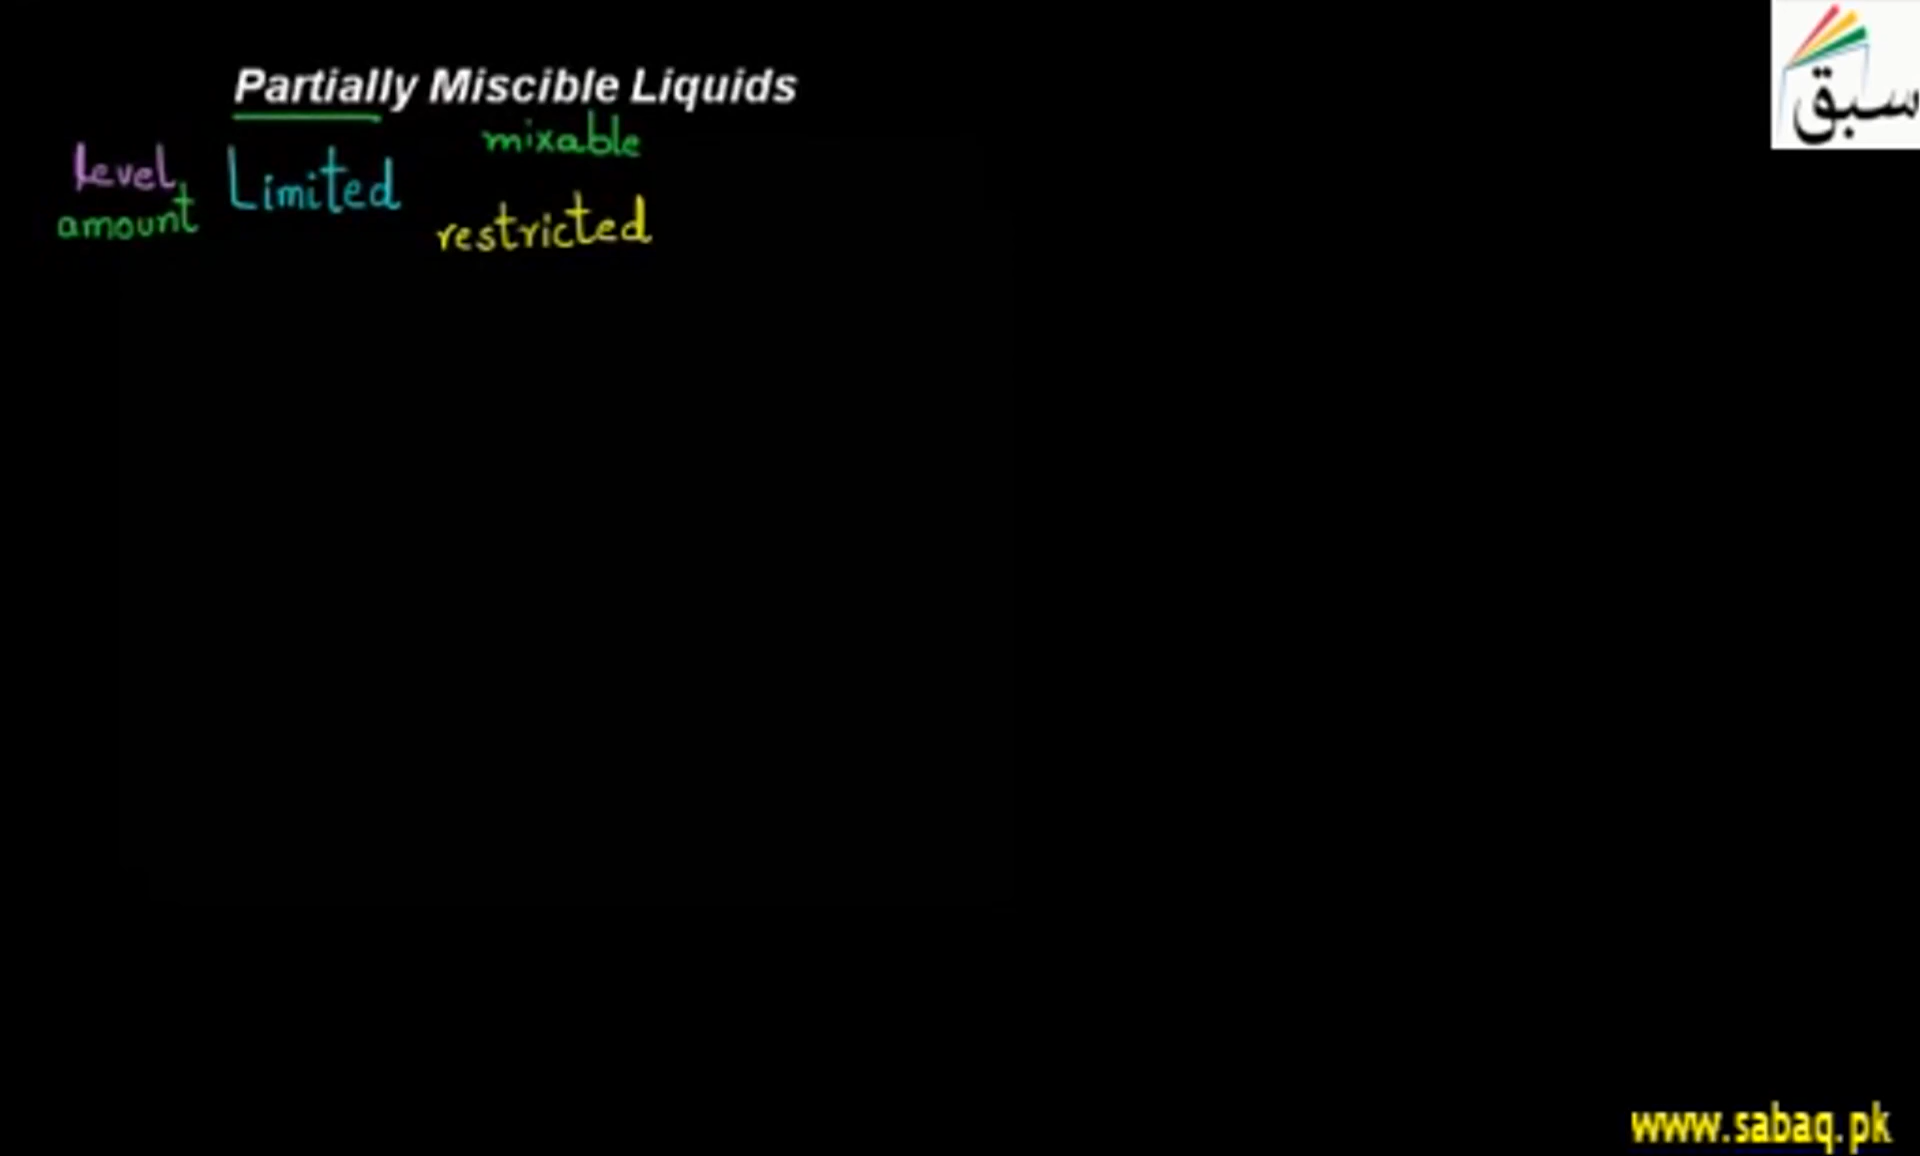 Partially Miscible Liquids
mixable
level, Limited
amount restricted
سبق
www.sabaq.pk